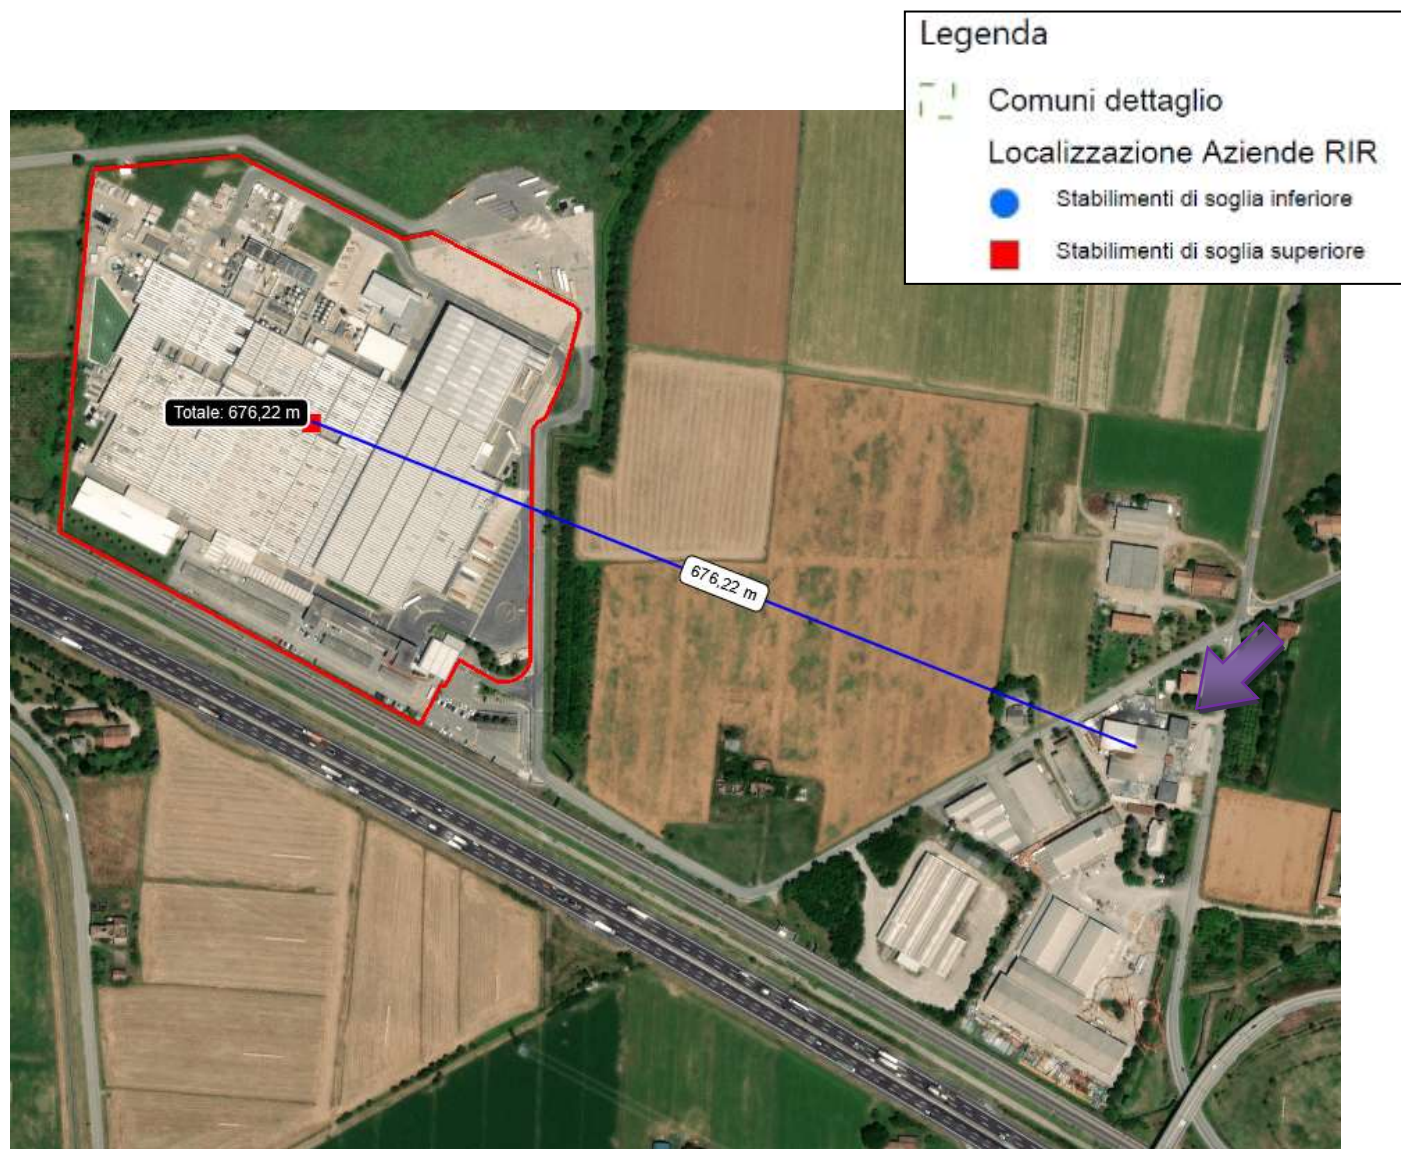 Legenda
Comuni dettaglio
Localizzazione Aziende RIR
Stabilimenti di soglia inferiore
Stabilimenti di soglia superiore
Totale: 676,22 m
676,22 m